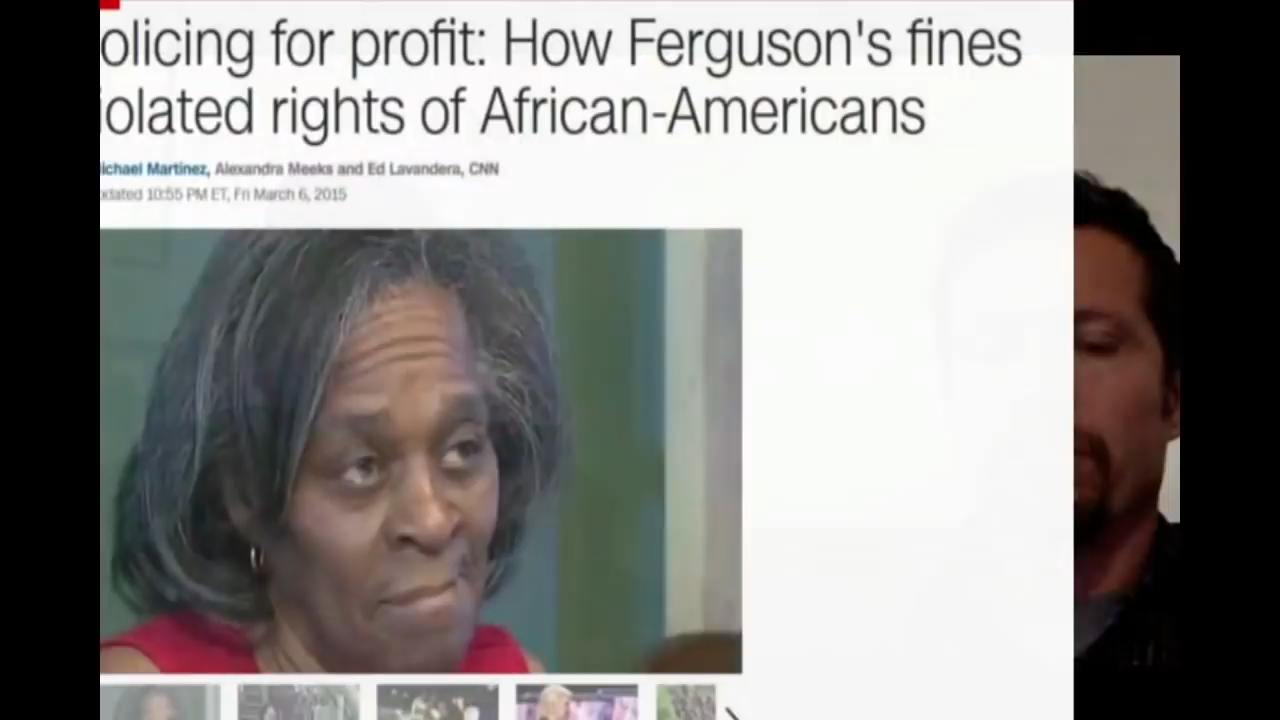 olicing for profit: How Ferguson's fines
iolated rights of African-Americans
ichael Martinez, Alexandra Meeks and Ed Lavandera, CNN
dated 10:55 PM ET, Fri March 6, 2015